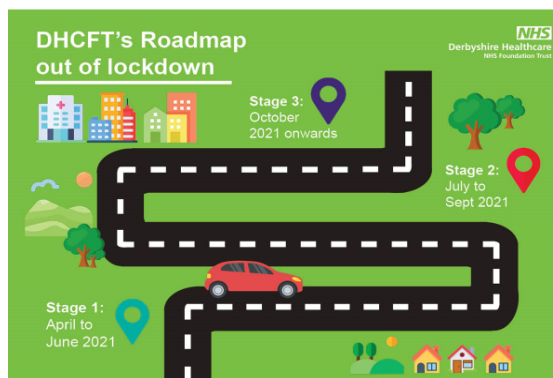 DHCFT's Roadmap
out of lockdown
NHS
Derbyshire Healthcare
NHS Foundation Trust
Stage 3:
October
2021 onwards
Stage 2:
July to
Sept 2021
Stage 1:
April to
June 2021